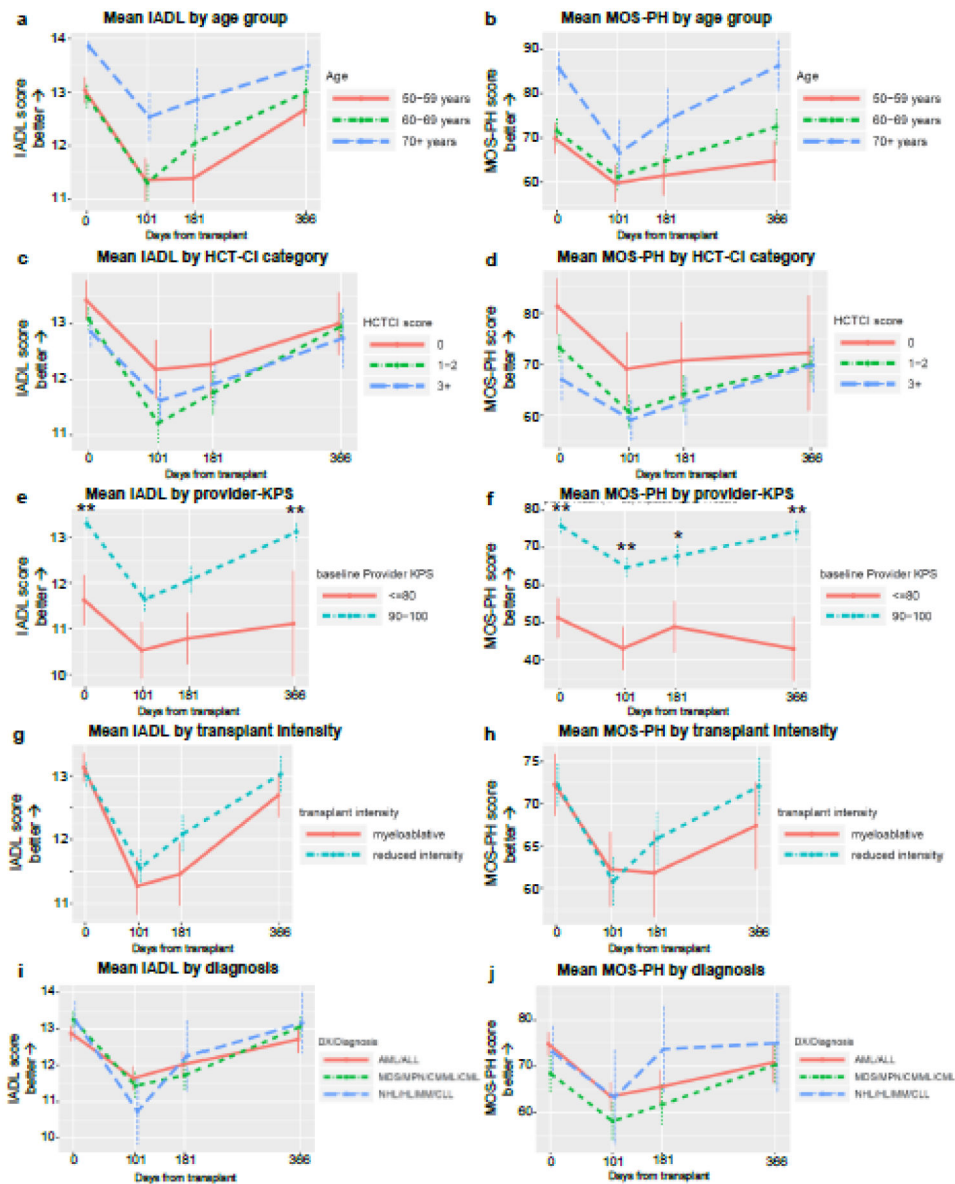 a Mean IADL by age group
IADL score
better →
14
13
12
11
0 101 181 366
Days from transplant
Age
50–59 years
60–69 years
70+ years
b Mean MOS-PH by age group
MOS-PH score
better →
90
80
70
60
0 101 181 366
Days from transplant
Age
50–59 years
60–69 years
70+ years
c Mean IADL by HCT-CI category
IADL score
better →
13
12
11
0 101 181 366
Days from transplant
HCTCI score
0
1–2
3+
d Mean MOS-PH by HCT-CI category
MOS-PH score
better →
80
70
60
0 101 181 366
Days from transplant
HCTCI score
0
1–2
3+
e Mean IADL by provider-KPS
IADL score
better →
** **
13
12
11
10
0 101 181 366
Days from transplant
baseline Provider KPS
<=80
90–100
f Mean MOS-PH by provider-KPS
MOS-PH score
better →
** ** * **
80
70
60
50
40
0 101 181 366
Days from transplant
baseline Provider KPS
<=80
90–100
g Mean IADL by transplant intensity
IADL score
better →
13
12
11
0 101 181 366
Days from transplant
transplant intensity
myeloablative
reduced intensity
h Mean MOS-PH by transplant intensity
MOS-PH score
better →
75
70
65
60
0 101 181 366
Days from transplant
transplant intensity
myeloablative
reduced intensity
i Mean IADL by diagnosis
IADL score
better →
14
13
12
11
10
0 101 181 366
Days from transplant
DX/Diagnosis
AML/ALL
MDS/MPN/CMML/CML
NHL/HL/MM/CLL
j Mean MOS-PH by diagnosis
MOS-PH score
better →
80
70
60
0 101 181 366
Days from transplant
DX/Diagnosis
AML/ALL
MDS/MPN/CMML/CML
NHL/HL/MM/CLL